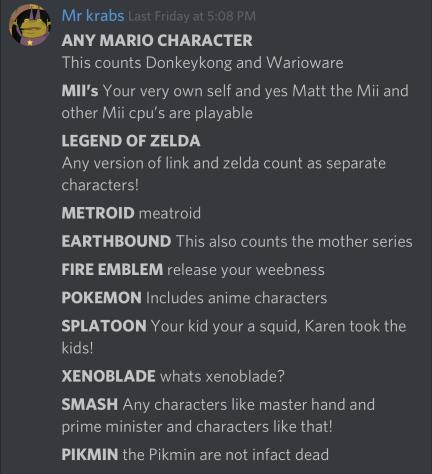 Mr krabs Last Friday at 5:08 PM
ANY MARIO CHARACTER
This counts Donkeykong and Warioware
MII's Your very own self and yes Matt the Mii and
other Mii cpu's are playable
LEGEND OF ZELDA
Any version of link and zelda count as separate
characters!
METROID meatroid
EARTHBOUND This also counts the mother series
FIRE EMBLEM release your weebness
POKEMON Includes anime characters
SPLATOON Your kid your a squid, Karen took the
kids!
XENOBLADE whats xenoblade?
SMASH Any characters like master hand and
prime minister and characters like that!
PIKMIN the Pikmin are not infact dead